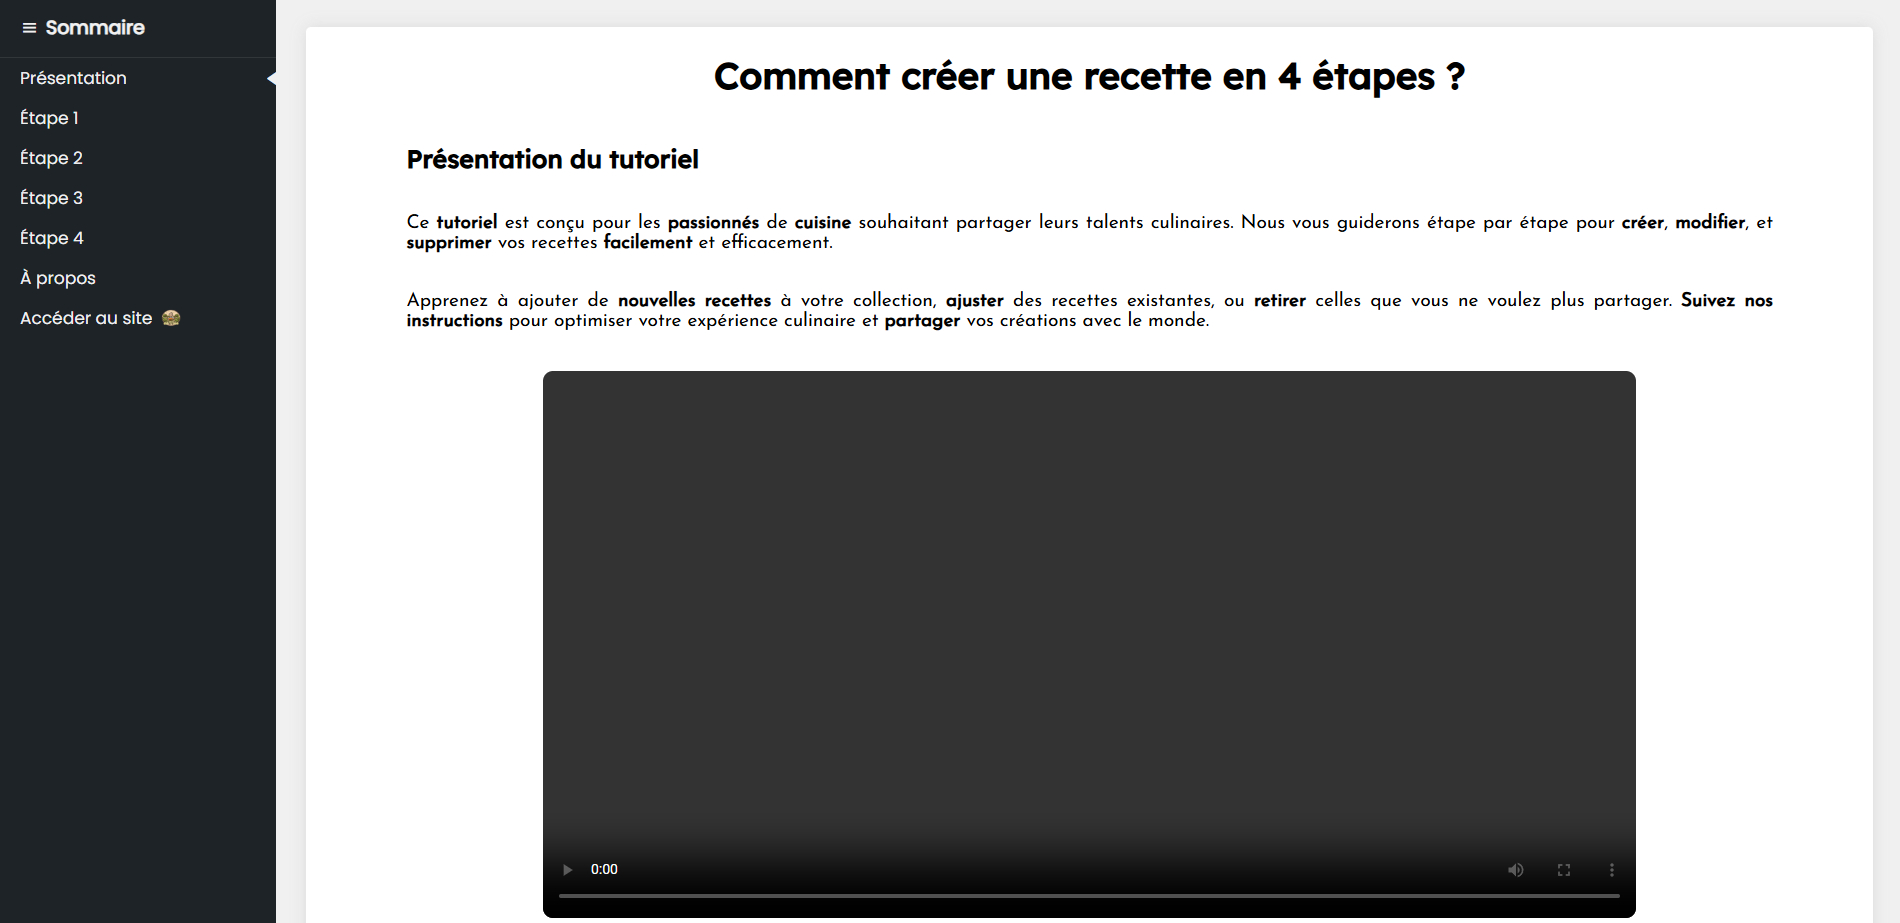 Sommaire
Présentation
Étape 1
Étape 2
Étape 3
Étape 4
À propos
Accéder au site
Comment créer une recette en 4 étapes ?
Présentation du tutoriel
Ce tutoriel est conçu pour les passionnés de cuisine souhaitant partager leurs talents culinaires. Nous vous guiderons étape par étape pour créer, modifier, et
supprimer vos recettes facilement et efficacement.
Apprenez à ajouter de nouvelles recettes à votre collection, ajuster des recettes existantes, ou retirer celles que vous ne voulez plus partager. Suivez nos
instructions pour optimiser votre expérience culinaire et partager vos créations avec le monde.
0:00